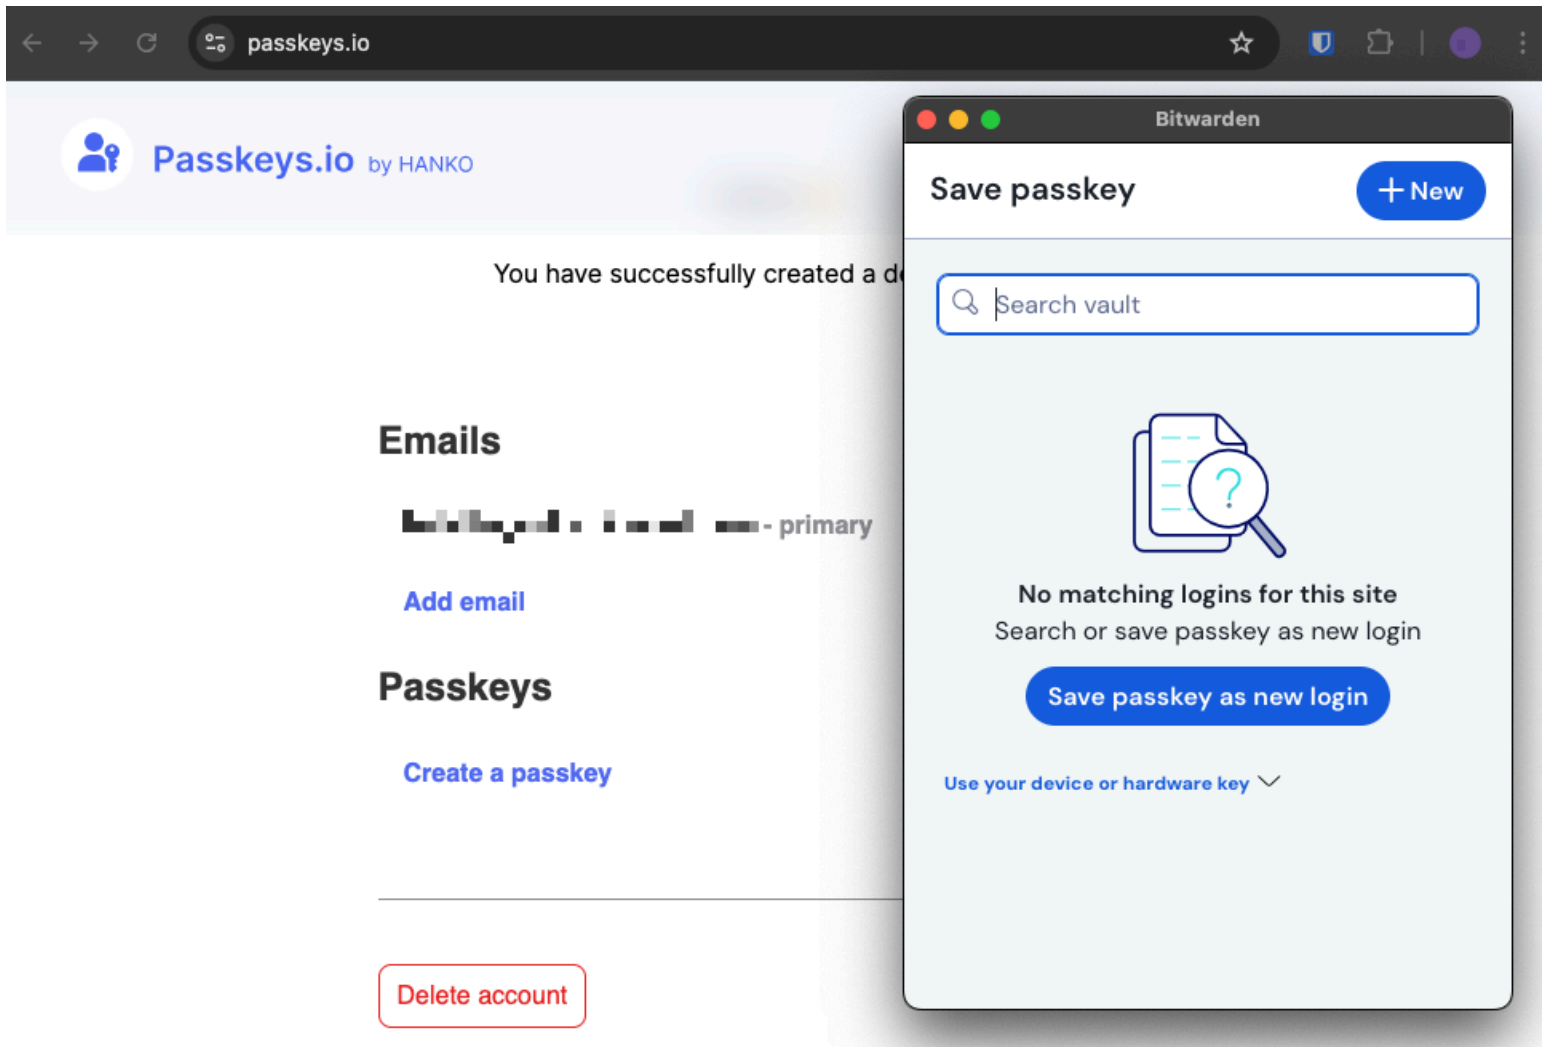 passkeys.io
Passkeys.io by HANKO
You have successfully created a
Emails
- primary
Add email
Passkeys
Create a passkey
Delete account
Bitwarden
Save passkey
+ New
Search vault
?
No matching logins for this site
Search or save passkey as new login
Save passkey as new login
Use your device or hardware key